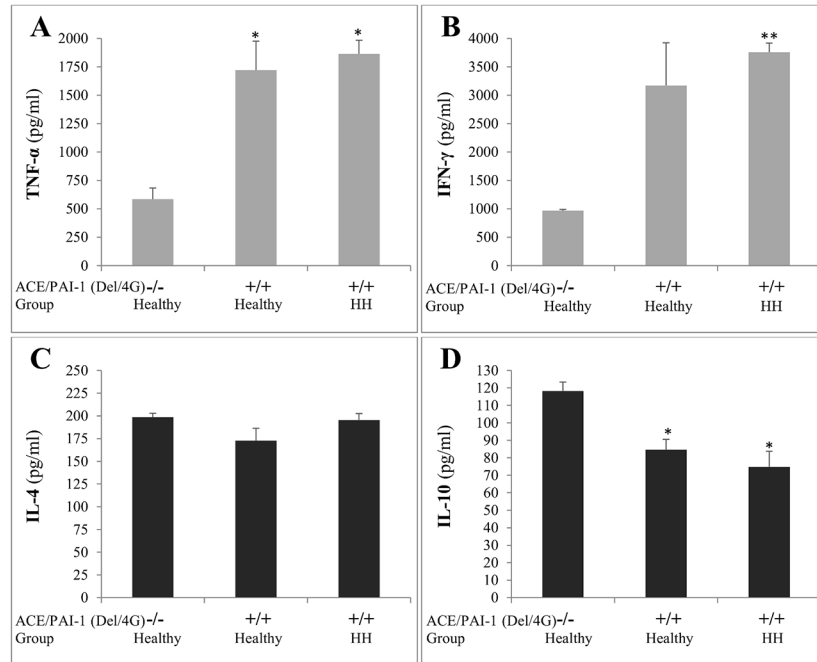 A
TNF-α (pg/ml)
2000
1750
1500
1250
1000
750
500
250
0
* *
ACE/PAI-1 (Del/4G) -/- +/+ +/+
Group Healthy Healthy HH
B
IFN-γ (pg/ml)
4000
3500
3000
2500
2000
1500
1000
500
0
**
ACE/PAI-1 (Del/4G) -/- +/+ +/+
Group Healthy Healthy HH
C
IL-4 (pg/ml)
250
225
200
175
150
125
100
75
50
25
0
ACE/PAI-1 (Del/4G) -/- +/+ +/+
Group Healthy Healthy HH
D
IL-10 (pg/ml)
130
120
110
100
90
80
70
60
50
40
30
20
10
0
* *
ACE/PAI-1 (Del/4G) -/- +/+ +/+
Group Healthy Healthy HH